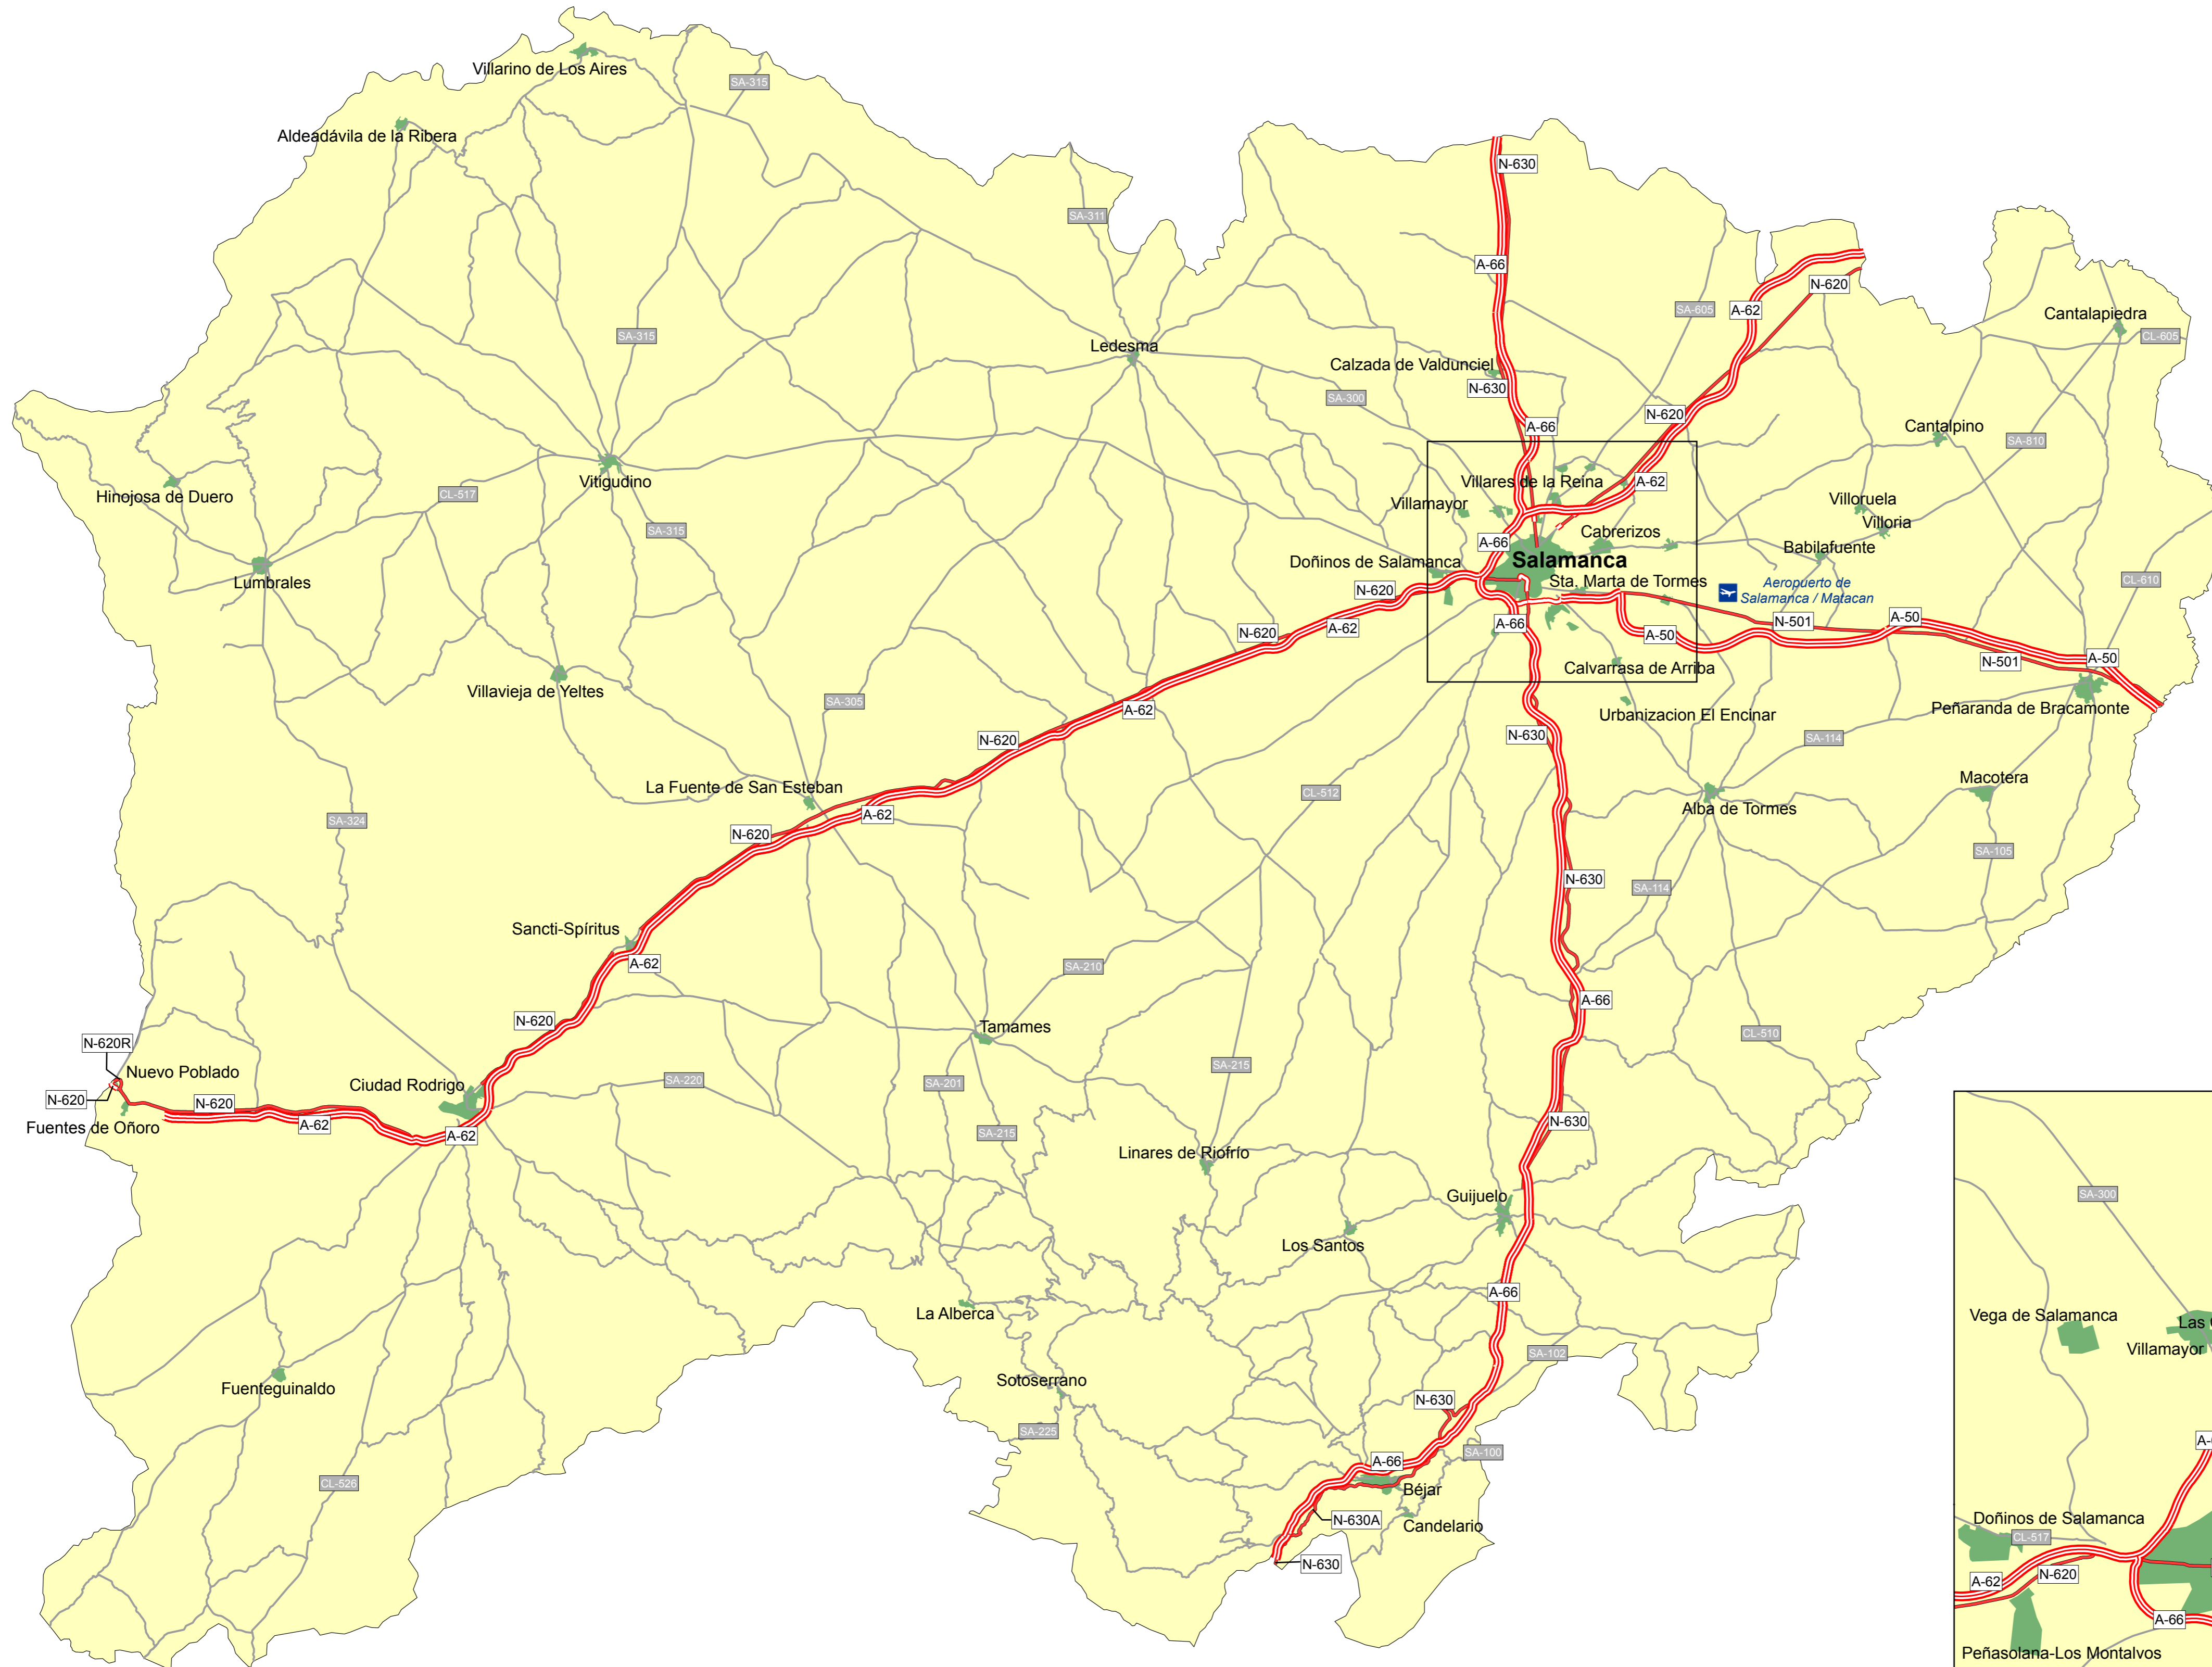 Villarino de Los Aires
SA-315
Aldeadávila de la Ribera
N-630
SA-311
A-66
N-620
SA-605
A-62
Cantalapiedra
SA-315
CL-605
Ledesma
Calzada de Valdunciel
N-630
SA-300
N-620
A-66
Cantalpino
SA-810
Vitigudino
Villares de la Reina
A-62
Hinojosa de Duero
CL-517
Villamayor
Villoruela
Villoria
SA-315
Cabrerizos
A-66
Babilafuente
Salamanca
Doñinos de Salamanca
Lumbrales
Sta. Marta de Tormes
Aeropuerto de
Salamanca / Matacan
CL-610
N-620
N-620
A-62
A-66
A-50
N-501
A-50
N-501
A-50
Calvarrasa de Arriba
Villavieja de Yeltes
SA-305
A-62
Urbanizacion El Encinar
Peñaranda de Bracamonte
N-620
N-630
SA-114
La Fuente de San Esteban
CL-512
Macotera
Alba de Tormes
SA-324
N-620
A-62
SA-105
N-630
SA-114
Sancti-Spíritus
A-62
SA-210
A-66
N-620
Tamames
CL-510
N-620R
Nuevo Poblado
Ciudad Rodrigo
SA-220
SA-201
SA-215
N-620
N-620
Fuentes de Oñoro
A-62
A-62
SA-215
N-630
Linares de Riofrío
Guijuelo
SA-300
Los Santos
A-66
La Alberca
Vega de Salamanca
Las
Villamayor
SA-102
Fuenteguinaldo
Sotoserrano
N-630
SA-225
SA-100
A-66
CL-526
Béjar
N-630A
Candelario
N-630
Doñinos de Salamanca
CL-517
A-62
N-620
A-66
Peñasolana-Los Montalvos